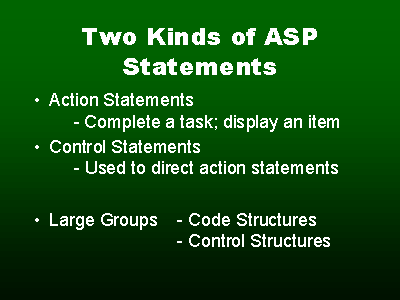 Two Kinds of ASP
Statements
• Action Statements
- Complete a task; display an item
• Control Statements
- Used to direct action statements
• Large Groups - Code Structures
- Control Structures